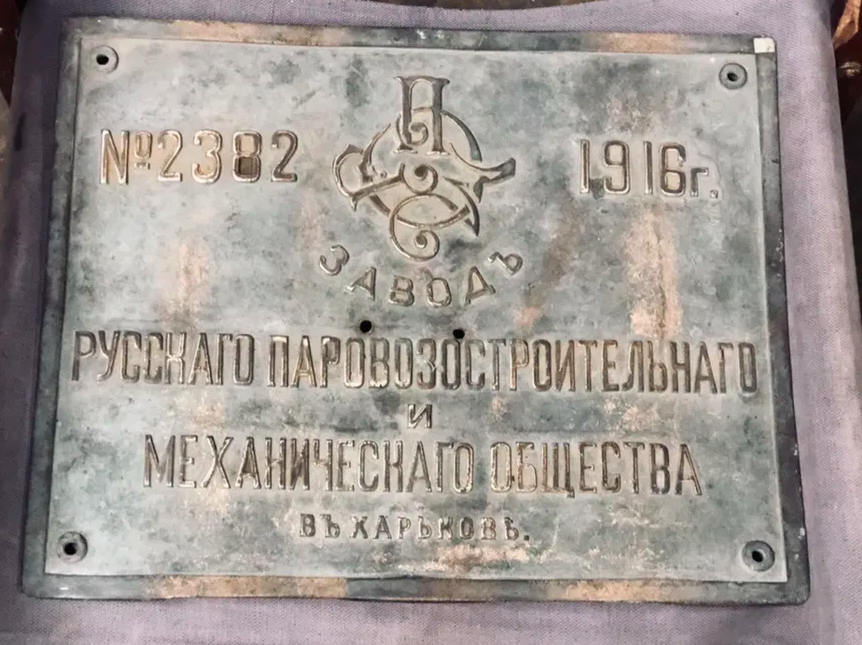 №2382 1916г.
ЗАВОДЪ
РУССКАГО ПАРОВОЗОСТРОИТЕЛЬНАГО
И
МЕХАНИЧЕСКАГО ОБЩЕСТВА
ВЪ ХАРЬКОВѢ.